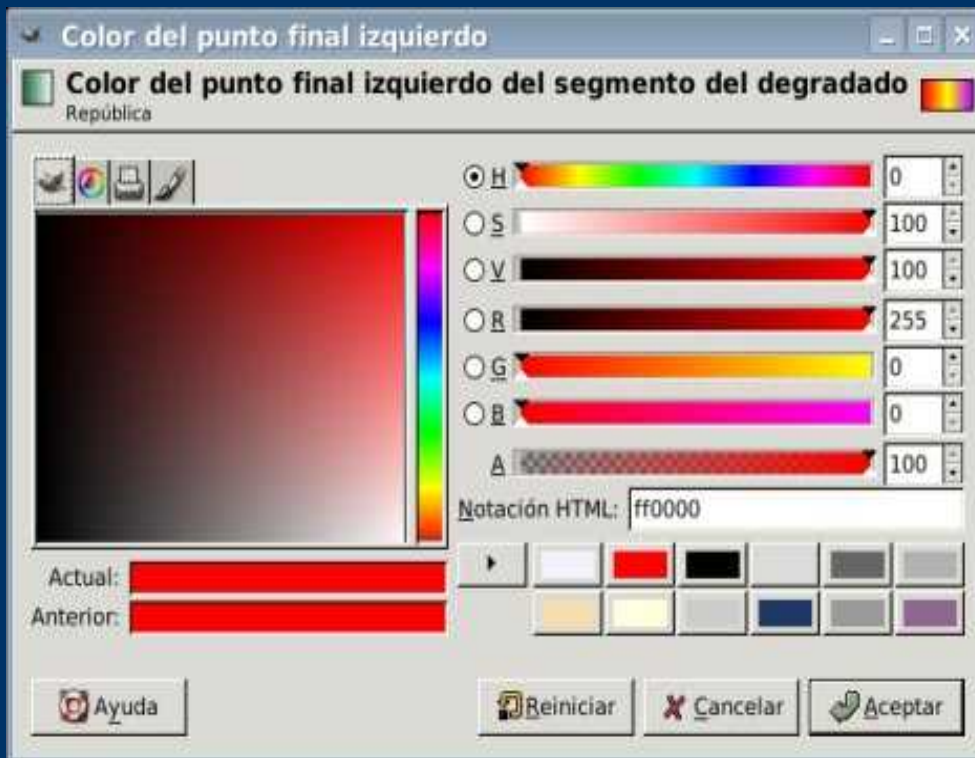 Color del punto final izquierdo
Color del punto final izquierdo del segmento del degradado
República
H 0
S 100
V 100
R 255
G 0
B 0
A 100
Notación HTML: ff0000
Actual:
Anterior:
Ayuda
Reiniciar
Cancelar
Aceptar